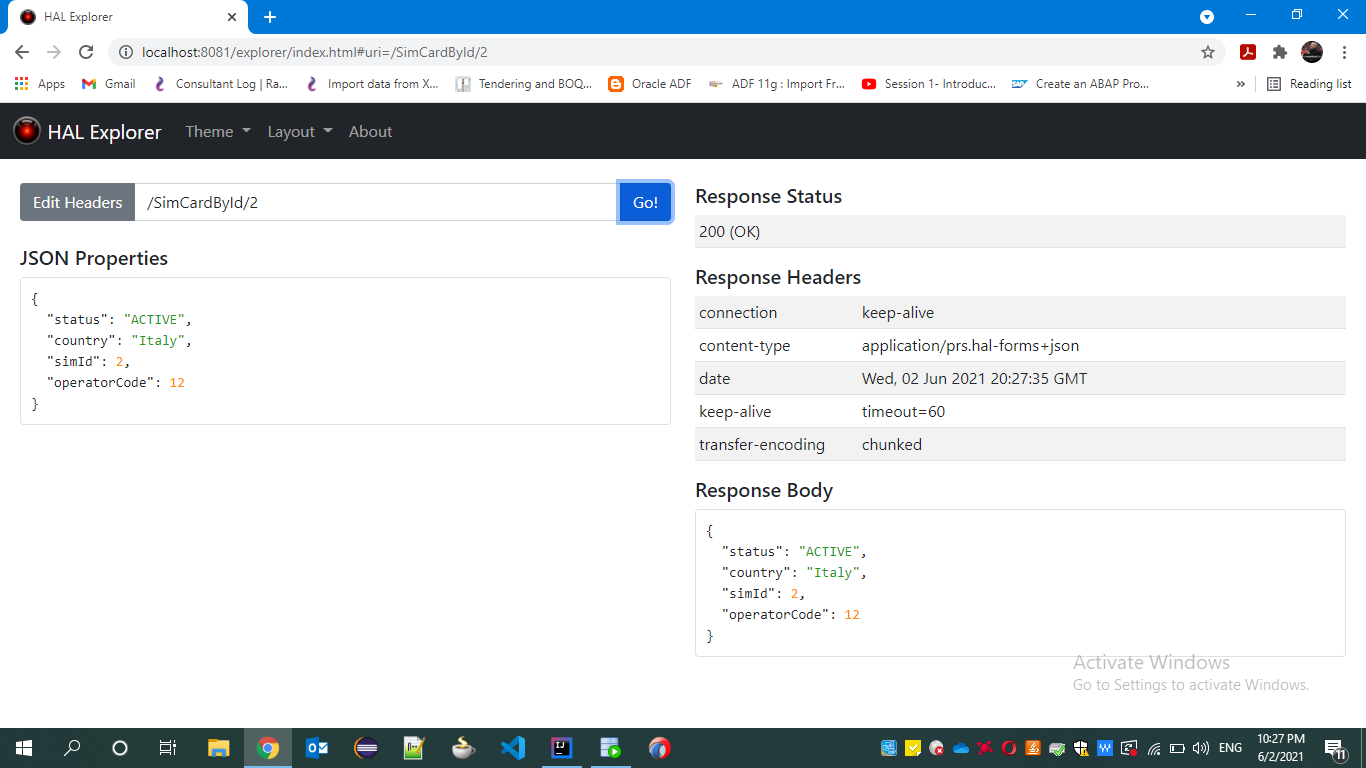 HAL Explorer
localhost:8081/explorer/index.html#uri=/SimCardById/2
Apps Gmail Consultant Log | Ra... Import data from X... Tendering and BOQ... Oracle ADF ADF 11g : Import Fr... Session 1- Introduc... Create an ABAP Pro... » Reading list
HAL Explorer Theme Layout About
Edit Headers /SimCardById/2 Go!
JSON Properties
{
"status": "ACTIVE",
"country": "Italy",
"simId": 2,
"operatorCode": 12
}
Response Status
200 (OK)
Response Headers
connection keep-alive
content-type application/prs.hal-forms+json
date Wed, 02 Jun 2021 20:27:35 GMT
keep-alive timeout=60
transfer-encoding chunked
Response Body
{
"status": "ACTIVE",
"country": "Italy",
"simId": 2,
"operatorCode": 12
}
Activate Windows
Go to Settings to activate Windows.
ENG
10:27 PM
6/2/2021
11